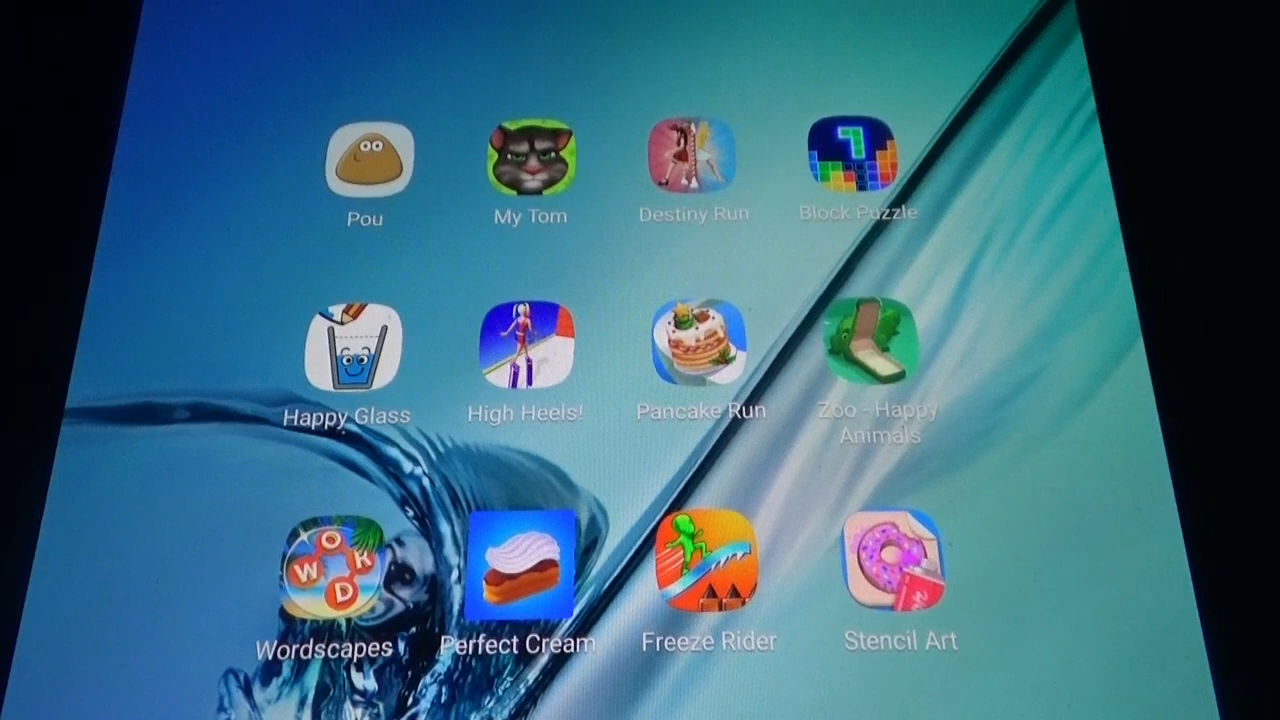 Pou
My Tom
Destiny Run
Block Puzzle
Happy Glass
High Heels!
Pancake Run
Zoo - Happy
Animals
W
O
R
D
Wordscapes
Perfect Cream
Freeze Rider
Stencil Art